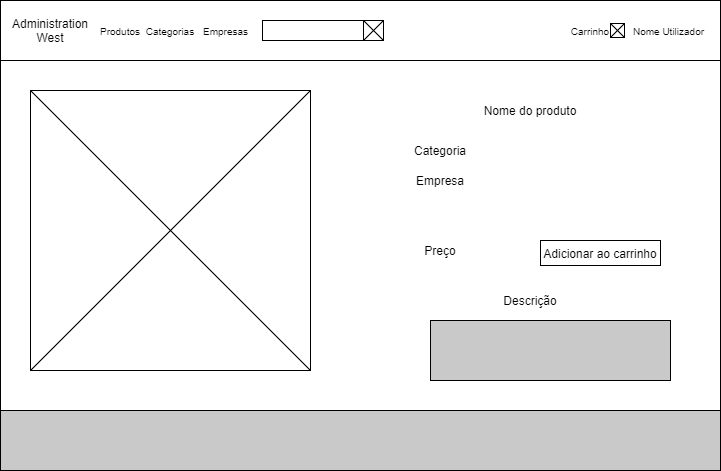 Administration
West
Produtos Categorias Empresas
Carrinho Nome Utilizador
Nome do produto
Categoria
Empresa
Preço
Adicionar ao carrinho
Descrição